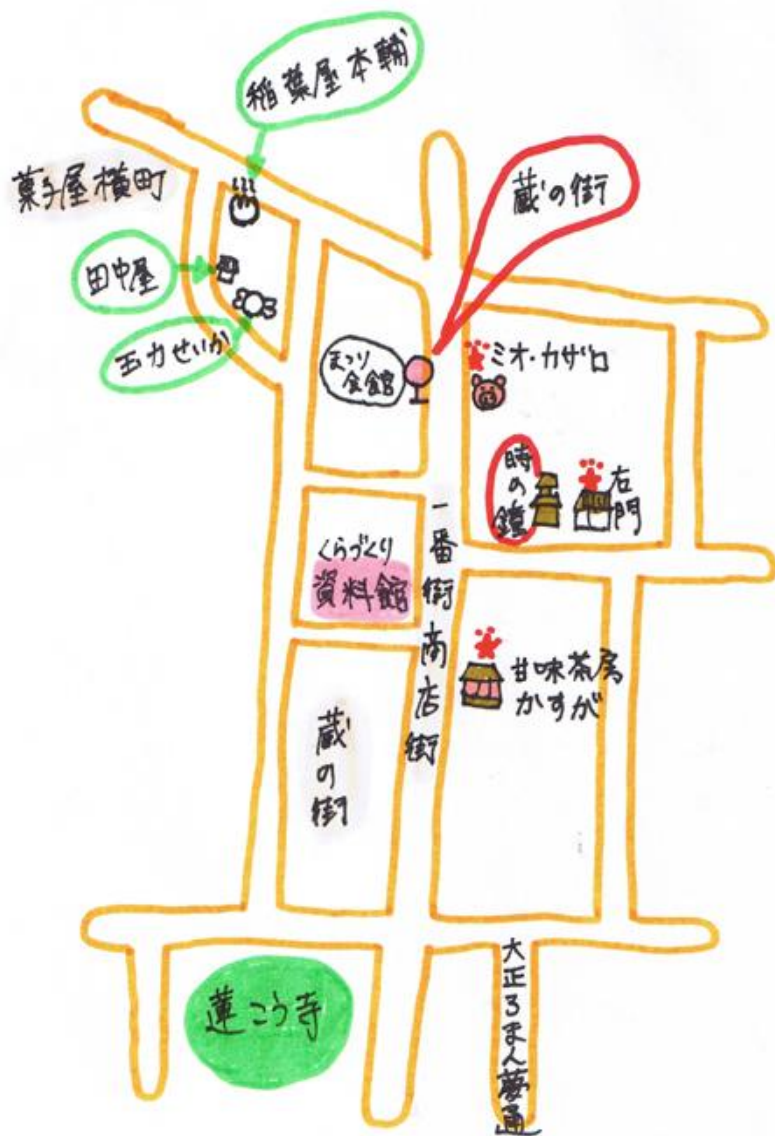 稲葉屋本輔
菓子屋横町
蔵の街
田中屋
玉力せいか
まつり
会館
ミオ・カザロ
時の鐘
右門
一番街商店街
くらづくり
資料館
甘味茶房
かすが
蔵の街
蓮こう寺
大正ろまん夢通